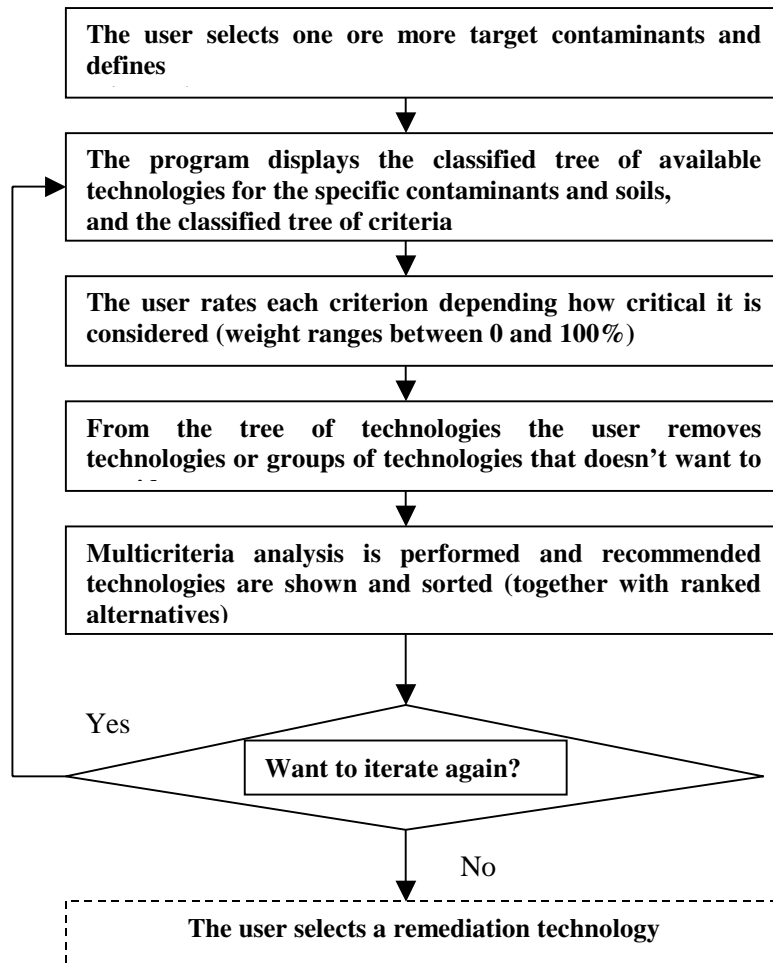 The user selects one ore more target contaminants and
defines
The program displays the classified tree of available
technologies for the specific contaminants and soils,
and the classified tree of criteria
The user rates each criterion depending how critical it is
considered (weight ranges between 0 and 100%)
From the tree of technologies the user removes
technologies or groups of technologies that doesn't want to
Multicriteria analysis is performed and recommended
technologies are shown and sorted (together with ranked
alternatives)
Yes
Want to iterate again?
No
The user selects a remediation technology